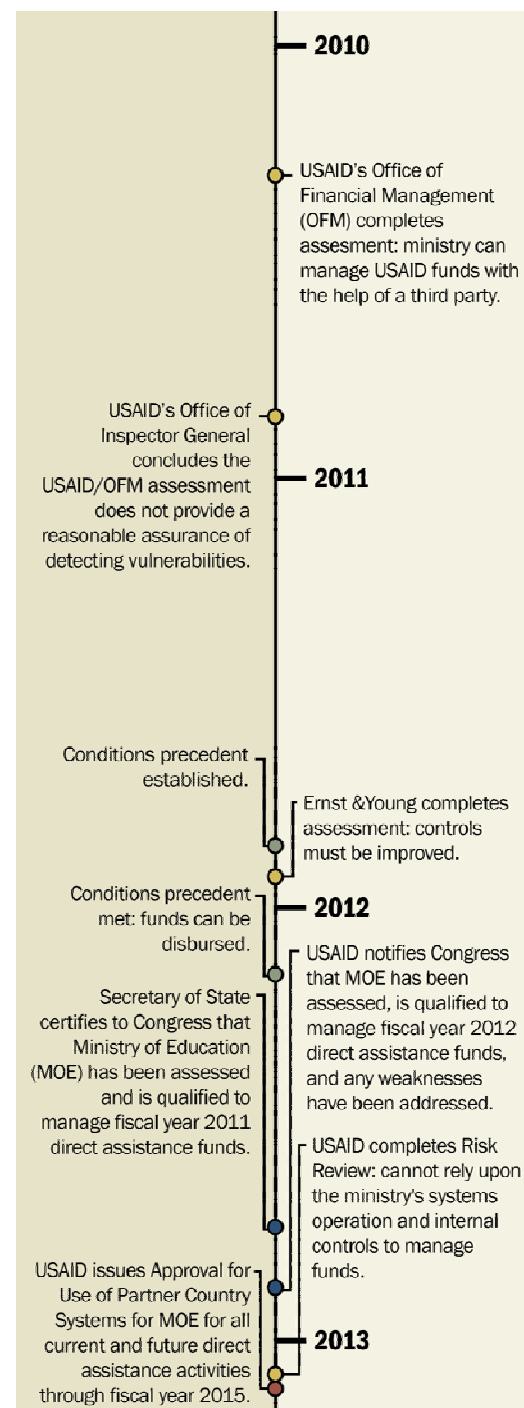 2010
USAID's Office of
Financial Management
(OFM) completes
assesment: ministry can
manage USAID funds with
the help of a third party.
USAID's Office of
Inspector General
concludes the
USAID/OFM assessment
does not provide a
reasonable assurance of
detecting vulnerabilities.
2011
Conditions precedent
established.
Ernst &Young completes
assessment: controls
must be improved.
Conditions precedent
met: funds can be
disbursed.
2012
USAID notifies Congress
that MOE has been
assessed, is qualified to
manage fiscal year 2012
direct assistance funds,
and any weaknesses
have been addressed.
Secretary of State
certifies to Congress that
Ministry of Education
(MOE) has been assessed
and is qualified to
manage fiscal year 2011
direct assistance funds.
USAID completes Risk
Review: cannot rely upon
the ministry's systems
operation and internal
controls to manage
funds.
USAID issues Approval for
Use of Partner Country
Systems for MOE for all
current and future direct
assistance activities
through fiscal year 2015.
2013